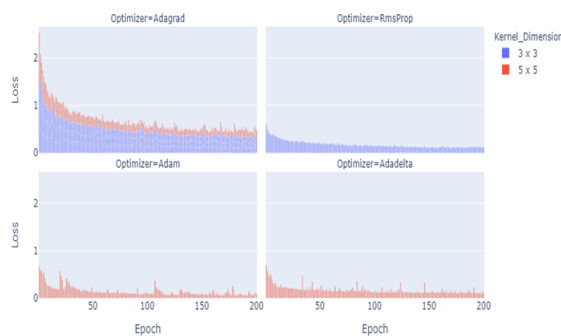 Optimizer=Adagrad
Optimizer=RmsProp
Kernel_Dimension
3 x 3
5 x 5
Loss
2
1
0
Optimizer=Adam
Optimizer=Adadelta
Loss
2
1
0
50
100
150
200
50
100
150
200
Epoch
Epoch